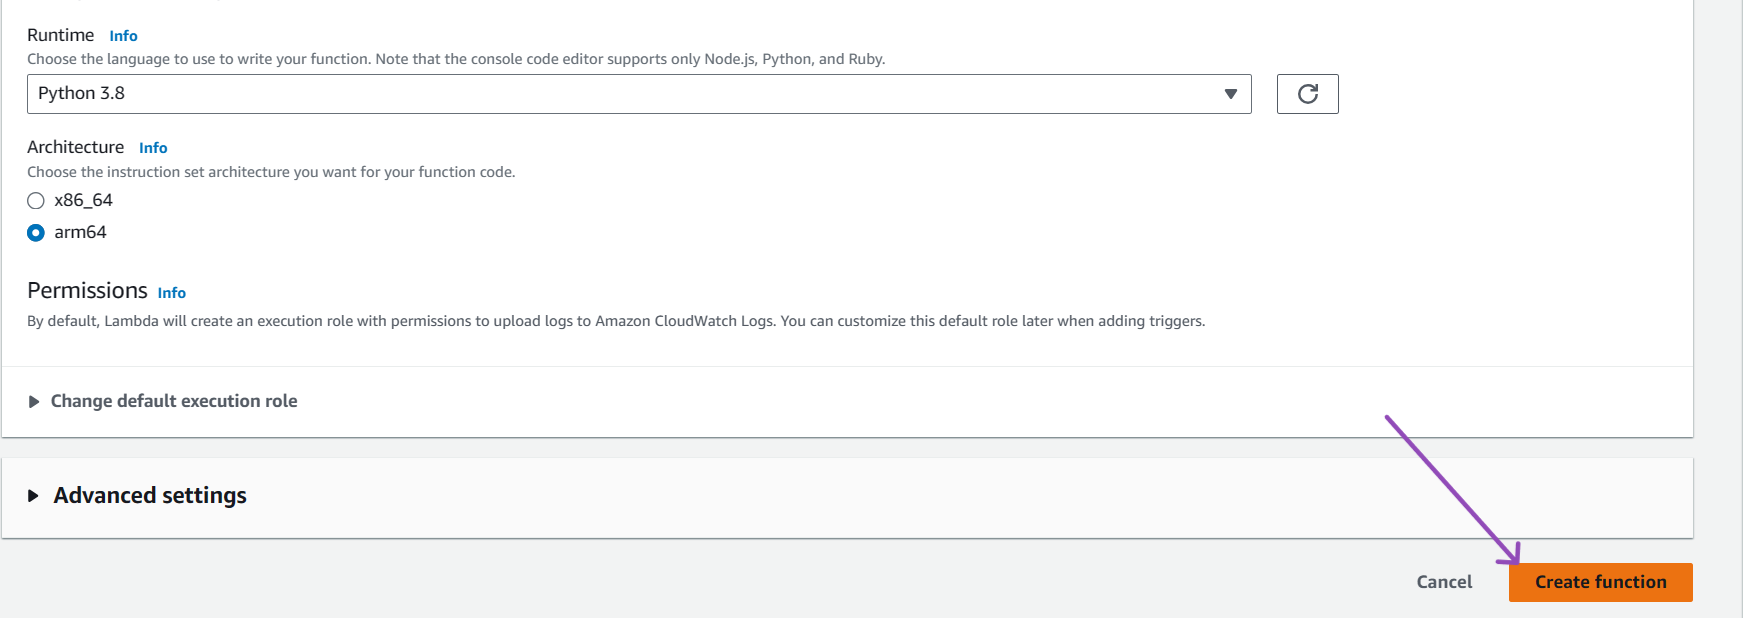 Runtime Info
Choose the language to use to write your function. Note that the console code editor supports only Node.js, Python, and Ruby.
Python 3.8
Architecture Info
Choose the instruction set architecture you want for your function code.
x86_64
arm64
Permissions Info
By default, Lambda will create an execution role with permissions to upload logs to Amazon CloudWatch Logs. You can customize this default role later when adding triggers.
Change default execution role
Advanced settings
Cancel Create function